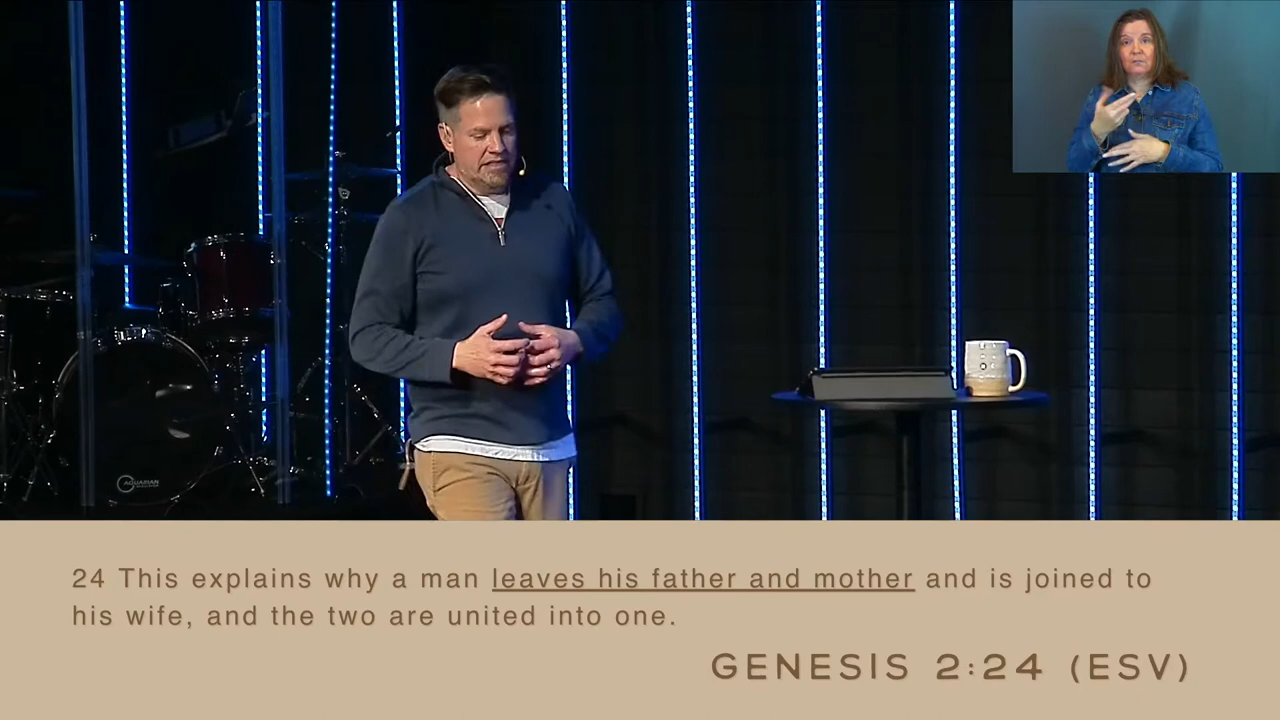 AQUARIAN
24 This explains why a man leaves his father and mother and is joined to
his wife, and the two are united into one.
GENESIS 2:24 (ESV)